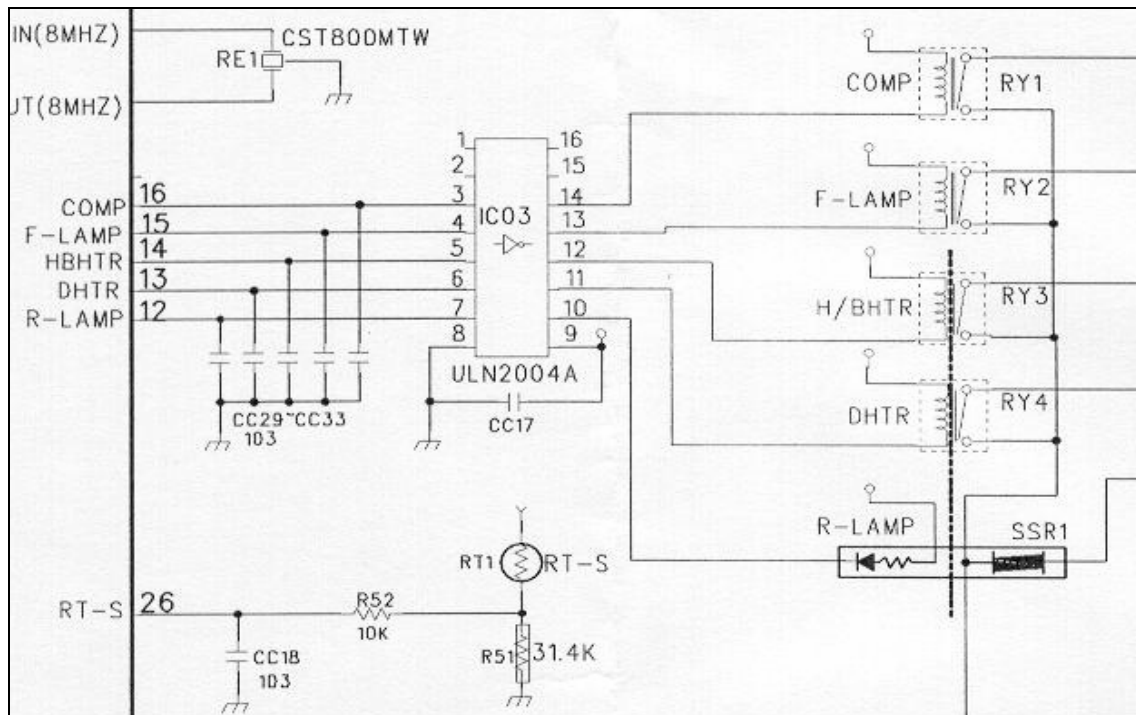 IN(8MHZ)
CST800MTW
RE1
UT(8MHZ)
COMP
RY1
F-LAMP
RY2
H/BHTR
RY3
DHTR
RY4
R-LAMP
SSR1
COMP 16
F-LAMP 15
HBHTR 14
DHTR 13
R-LAMP 12
1 16
2 15
3 14
4 13
5 12
6 11
7 10
8 9
IC03
ULN2004A
CC29~CC33
103
CC17
RT1 RT-S
RT-S 26
R52
10K
R51 31.4K
CC18
103